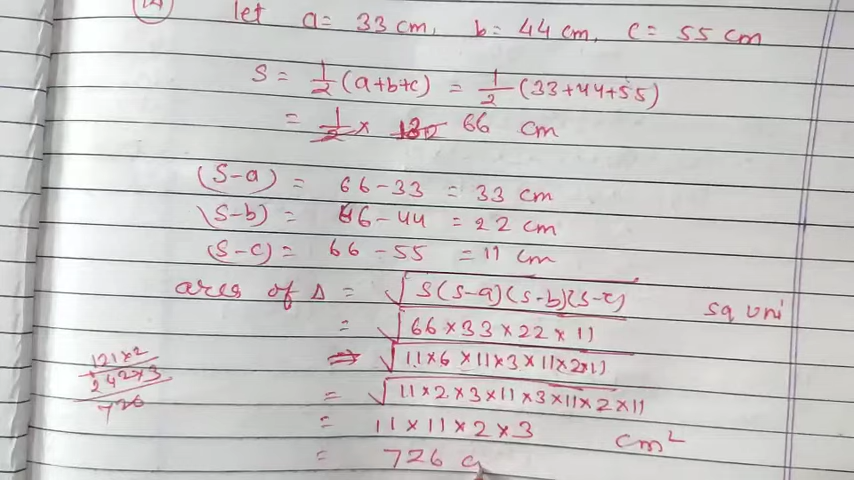 let a= 33 cm, b= 44 cm, c= 55 cm
S = 1/2 (a+b+c) = 1/2 (33+44+55)
= 1/2 × 130 66 cm
(S-a) = 66-33 = 33 cm
(S-b) = 66-44 = 22 cm
(S-c) = 66-55 = 11 cm
area of Δ = √S(S-a)(S-b)(S-c) sq uni
= √66×33×22×11
⇒ √11×6×11×3×11×2×11
= √11×2×3×11×3×11×2×11
= 11×11×2×3 cm²
= 726
121×2
242×3
726